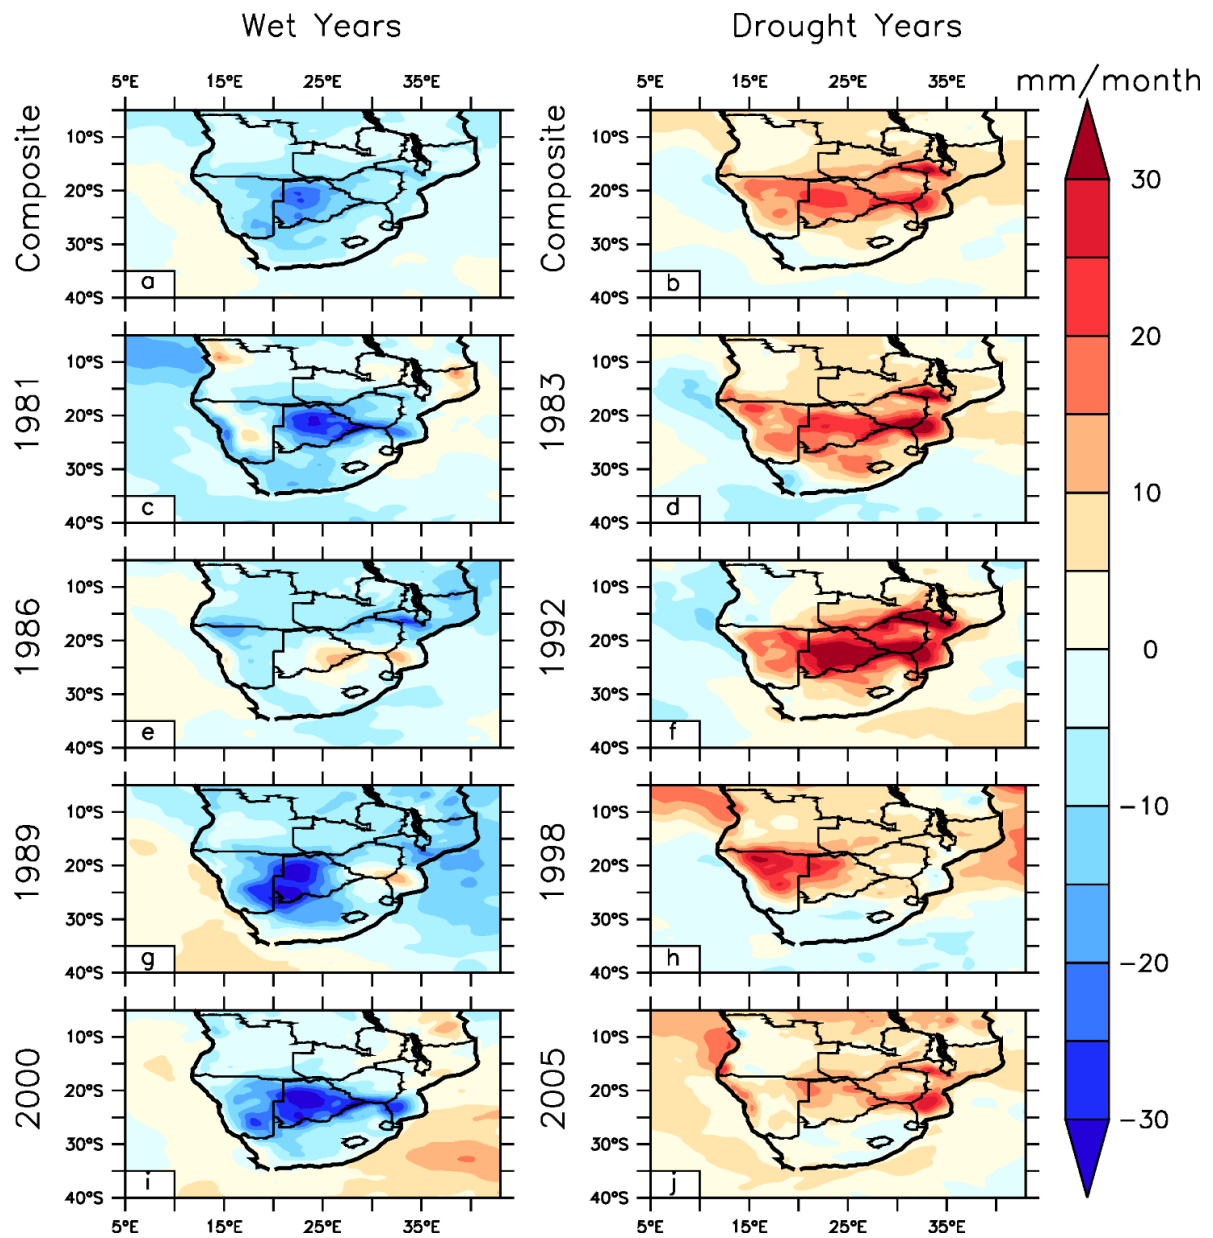 Wet Years Drought Years
5°E 15°E 25°E 35°E 5°E 15°E 25°E 35°E
mm/month
Composite
10°S
20°S
30°S
40°S
a
Composite
10°S
20°S
30°S
40°S
b
1981
10°S
20°S
30°S
40°S
c
1983
10°S
20°S
30°S
40°S
d
1986
10°S
20°S
30°S
40°S
e
1992
10°S
20°S
30°S
40°S
f
1989
10°S
20°S
30°S
40°S
g
1998
10°S
20°S
30°S
40°S
h
2000
10°S
20°S
30°S
40°S
i
2005
10°S
20°S
30°S
40°S
j
5°E 15°E 25°E 35°E 5°E 15°E 25°E 35°E
30
20
10
0
-10
-20
-30